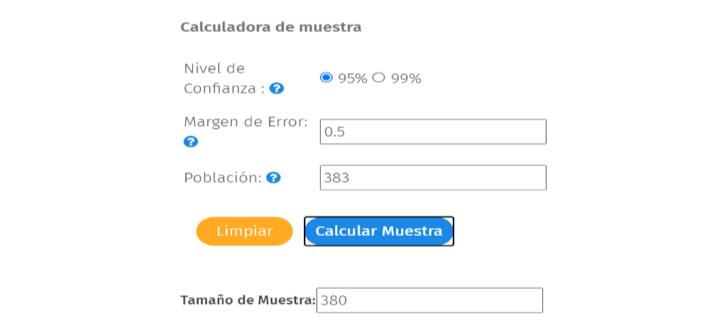 Calculadora de muestra
Nivel de
Confianza : ?
95% 99%
Margen de Error:
?
0.5
Población: ?
383
Limpiar Calcular Muestra
Tamaño de Muestra: 380